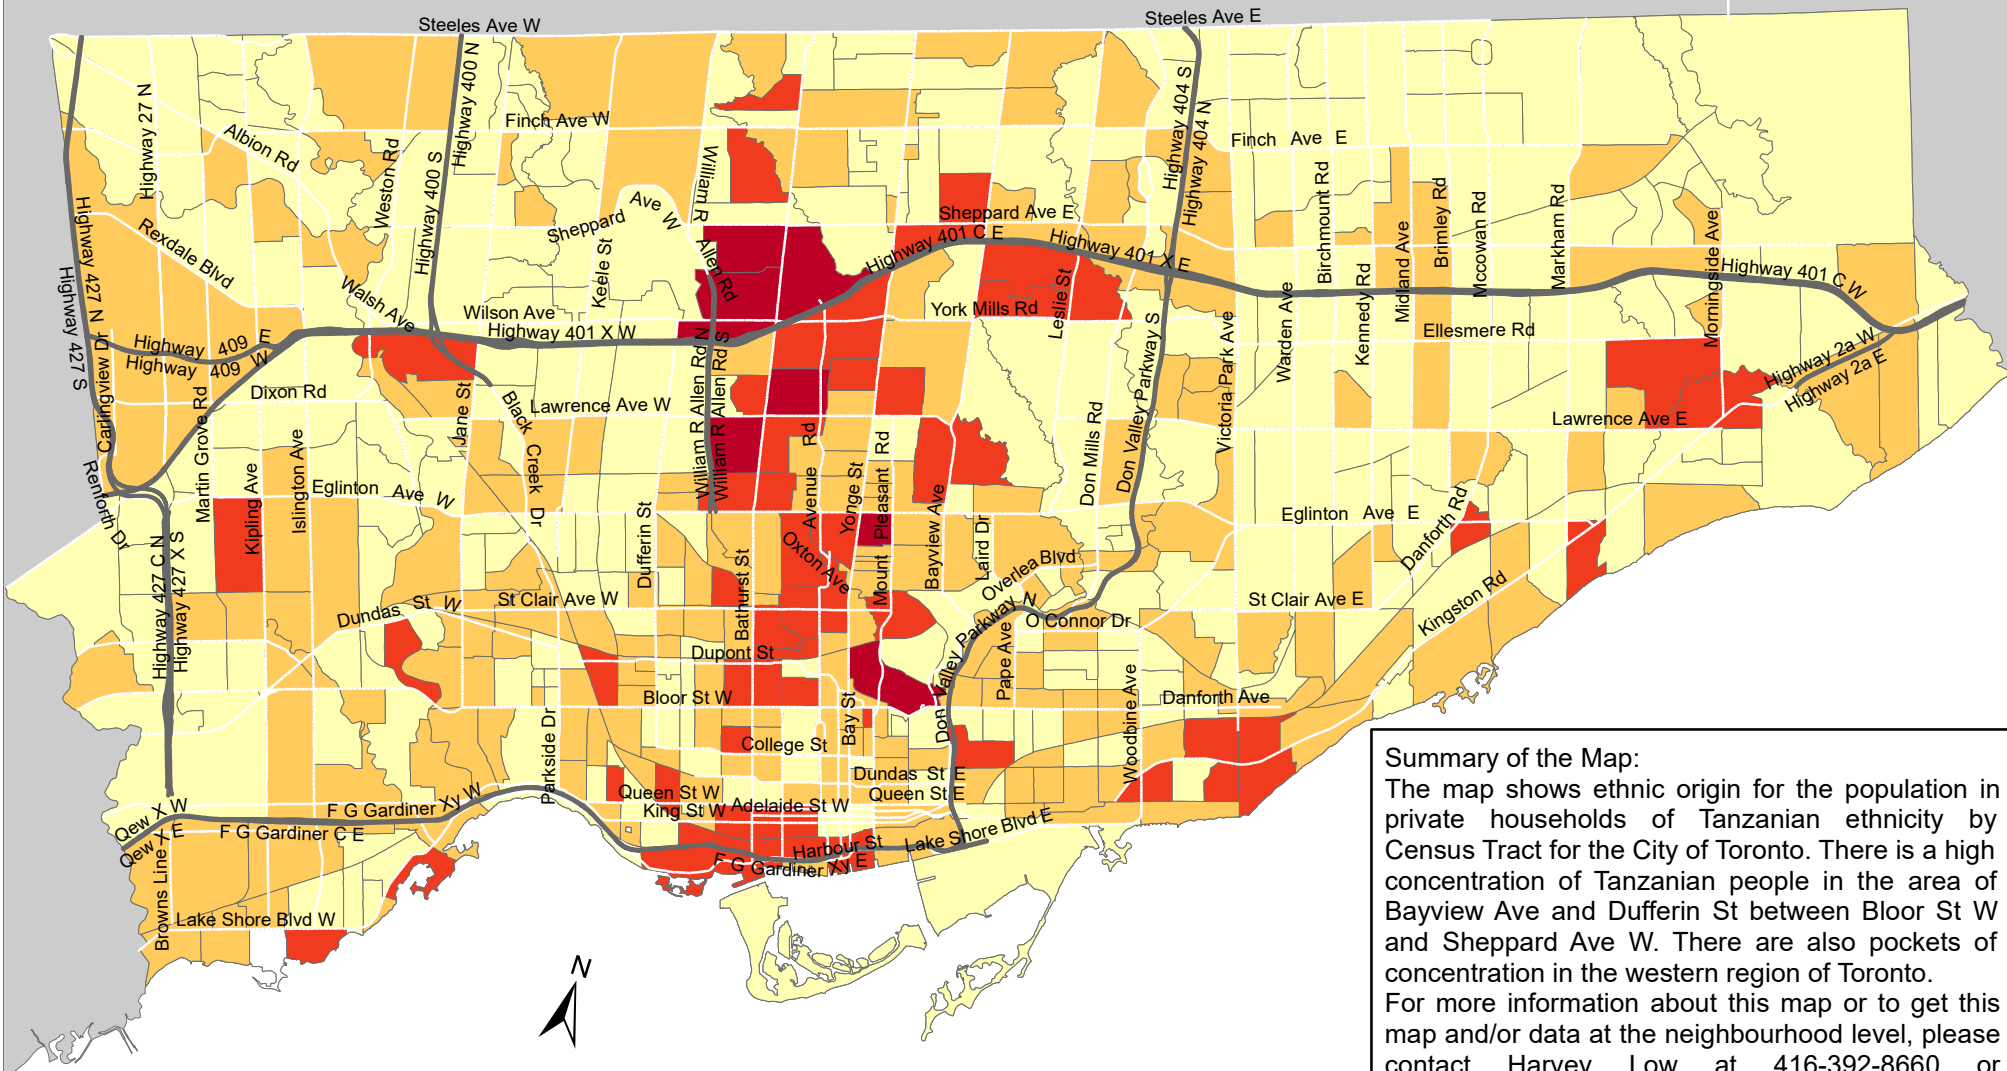 Steeles Ave W
Steeles Ave E
Highway 27 N
Albion Rd
Weston Rd
Highway 400 N
Highway 400 S
Finch Ave W
William R
Allen Rd
Highway 404 S
Highway 404 N
Finch Ave E
Birchmount Rd
Midland Ave
Brimley Rd
Mccowan Rd
Markham Rd
Morningside Ave
Highway 427 N
Highway 427 S
Rexdale Blvd
Walsh Ave
Sheppard Ave W
Keele St
Sheppard Ave E
Highway 401 C E
Highway 401 X E
Highway 401 C W
Wilson Ave
Highway 401 X W
York Mills Rd
Leslie St
Warden Ave
Kennedy Rd
Ellesmere Rd
Highway 2a W
Highway 2a E
Highway 409 E
Highway 409 W
Carlingview Dr
Martin Grove Rd
Dixon Rd
Jane St
Black Creek Dr
Lawrence Ave W
William R Allen Rd N
William R Allen Rd S
Avenue Rd
Yonge St
Mount Pleasant Rd
Don Mills Rd
Don Valley Parkway S
Victoria Park Ave
Lawrence Ave E
Renforth Dr
Kipling Ave
Islington Ave
Eglinton Ave W
Dufferin St
Bathurst St
Oxton Ave
Bayview Ave
Laird Dr
Overlea Blvd
Eglinton Ave E
Danforth Rd
Highway 427 C N
Highway 427 X S
Dundas St W
St Clair Ave W
Don Valley Parkway N
O Connor Dr
Pape Ave
St Clair Ave E
Kingston Rd
Dupont St
Bloor St W
Bay St
Woodbine Ave
Danforth Ave
Parkside Dr
College St
Dundas St E
Queen St E
Queen St W
King St W
Adelaide St W
Qew X W
Qew X E
F G Gardiner Xy W
F G Gardiner C E
Harbour St
Lake Shore Blvd E
F G Gardiner Xy E
Browns Line
Lake Shore Blvd W
N
Summary of the Map:
The map shows ethnic origin for the population in
private households of Tanzanian ethnicity by
Census Tract for the City of Toronto. There is a high
concentration of Tanzanian people in the area of
Bayview Ave and Dufferin St between Bloor St W
and Sheppard Ave W. There are also pockets of
concentration in the western region of Toronto.
For more information about this map or to get this
map and/or data at the neighbourhood level, please
contact Harvey Low at 416-392-8660 or